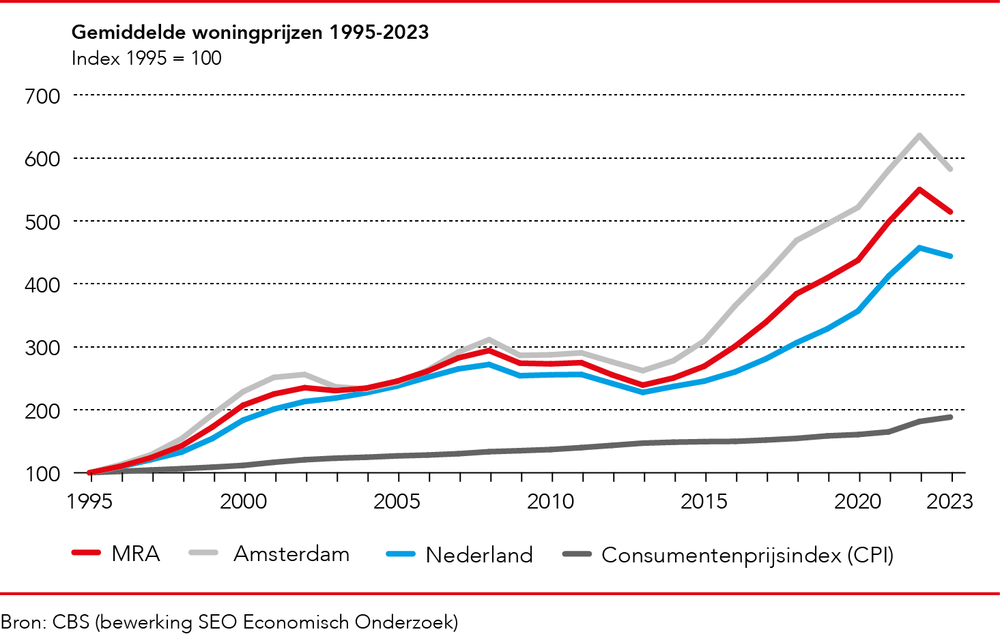 Gemiddelde woningprijzen 1995-2023
Index 1995 = 100
700
600
500
400
300
200
100
1995 2000 2005 2010 2015 2020 2023
MRA Amsterdam Nederland Consumentenprijsindex (CPI)
Bron: CBS (bewerking SEO Economisch Onderzoek)